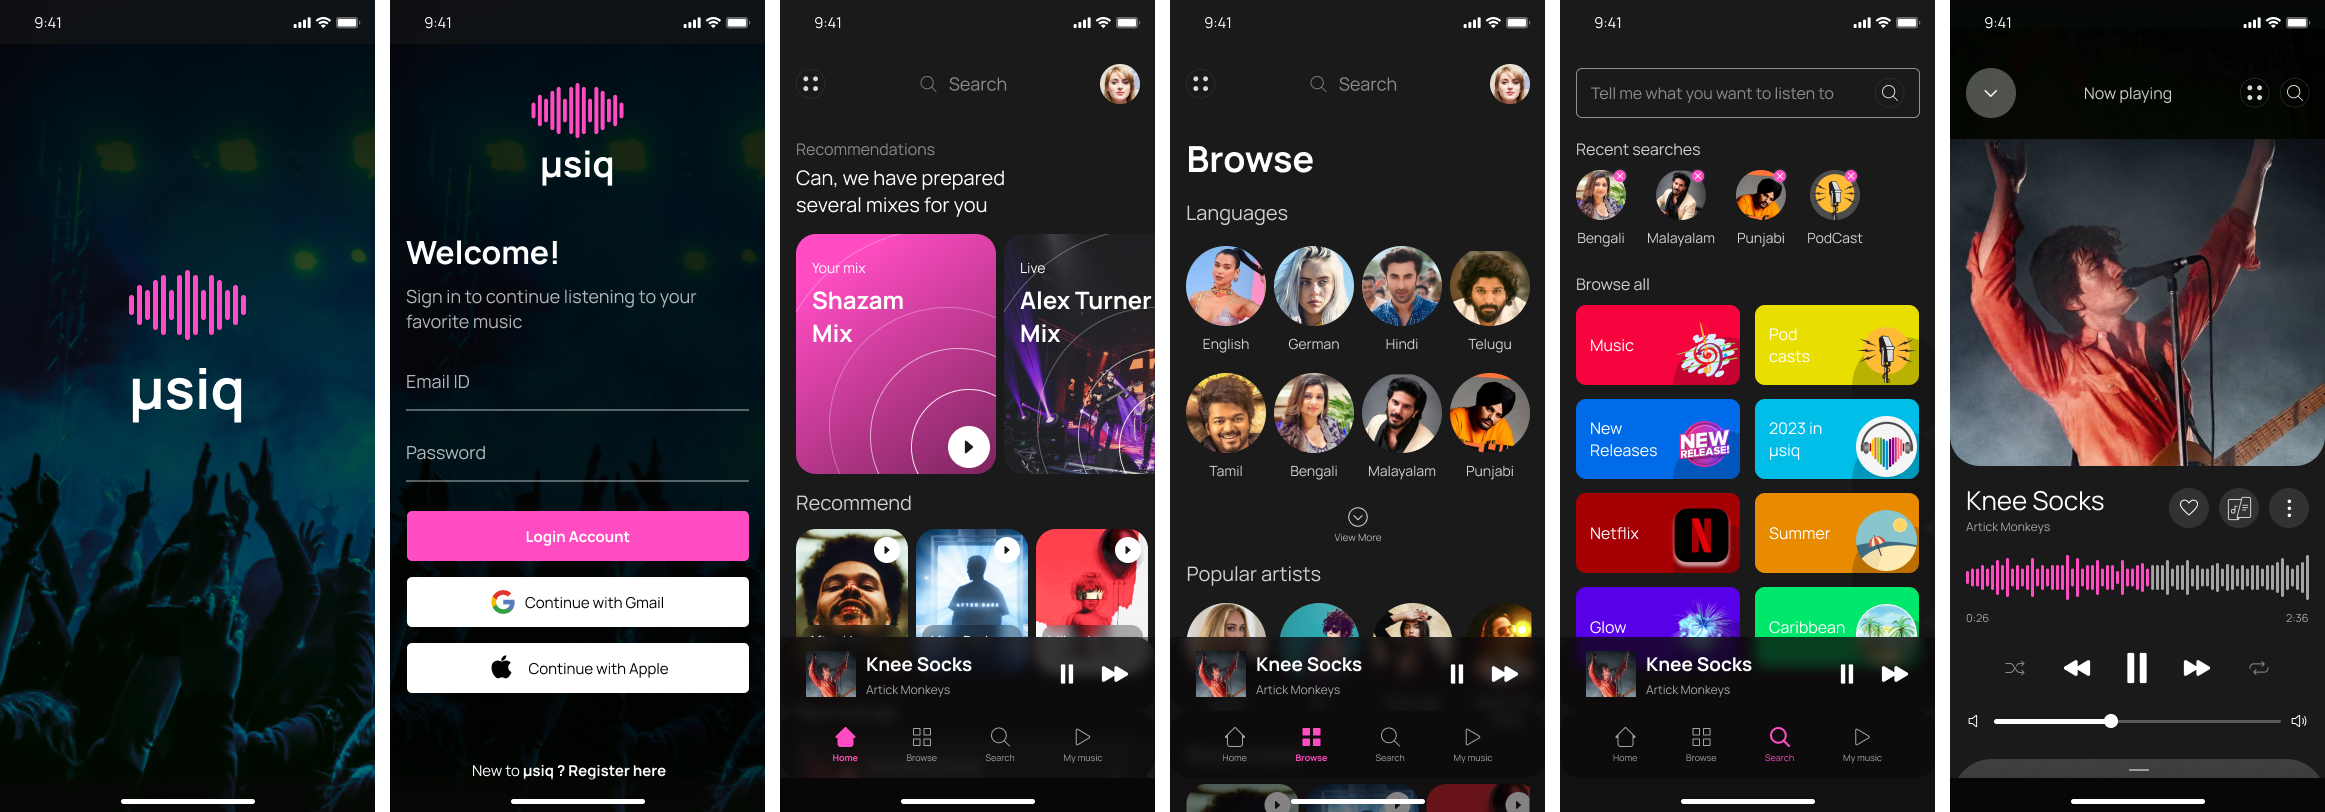 9:41
µsiq
9:41
µsiq
Welcome!
Sign in to continue listening to your
favorite music
Email ID
Password
Login Account
Continue with Gmail
Continue with Apple
New to µsiq ? Register here
9:41
Search
Recommendations
Can, we have prepared
several mixes for you
Your mix
Shazam
Mix
Live
Alex Turner
Mix
Recommend
AFTER DARK
Knee Socks
Artick Monkeys
Home
Browse
Search
My music
9:41
Search
Browse
Languages
English
German
Hindi
Telugu
Tamil
Bengali
Malayalam
Punjabi
View More
Popular artists
Knee Socks
Artick Monkeys
Home
Browse
Search
My music
9:41
Tell me what you want to listen to
Recent searches
Bengali
Malayalam
Punjabi
PodCast
Browse all
Music
Pod
casts
New
Releases
NEW
RELEASE!
2023 in
µsiq
Netflix
N
Summer
Glow
Caribbean
Knee Socks
Artick Monkeys
Home
Browse
Search
My music
9:41
Now playing
Knee Socks
Artick Monkeys
0:26
2:36